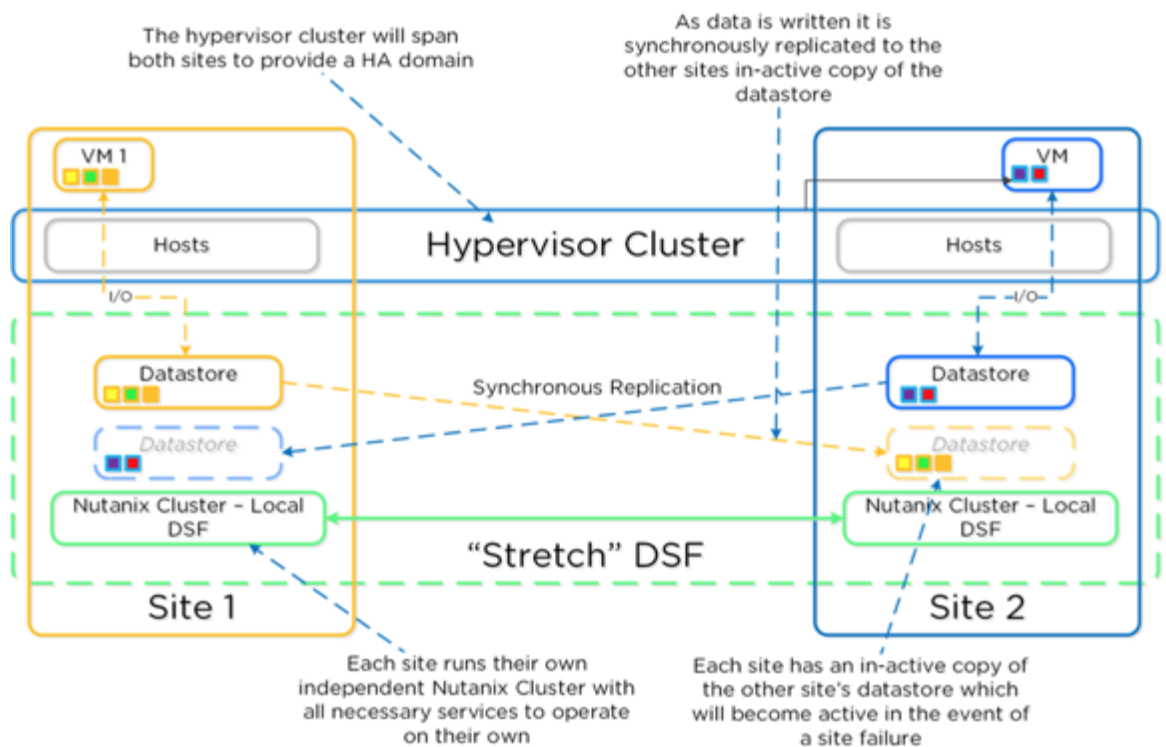 The hypervisor cluster will span
both sites to provide a HA domain
As data is written it is
synchronously replicated to the
other sites in-active copy of the
datastore
VM 1
VM
Hosts
Hypervisor Cluster
Hosts
I/O
I/O
Datastore
Synchronous Replication
Datastore
Datastore
Datastore
Nutanix Cluster – Local
DSF
Nutanix Cluster – Local
DSF
“Stretch” DSF
Site 1
Site 2
Each site runs their own
independent Nutanix Cluster with
all necessary services to operate
on their own
Each site has an in-active copy of
the other site’s datastore which
will become active in the event of
a site failure